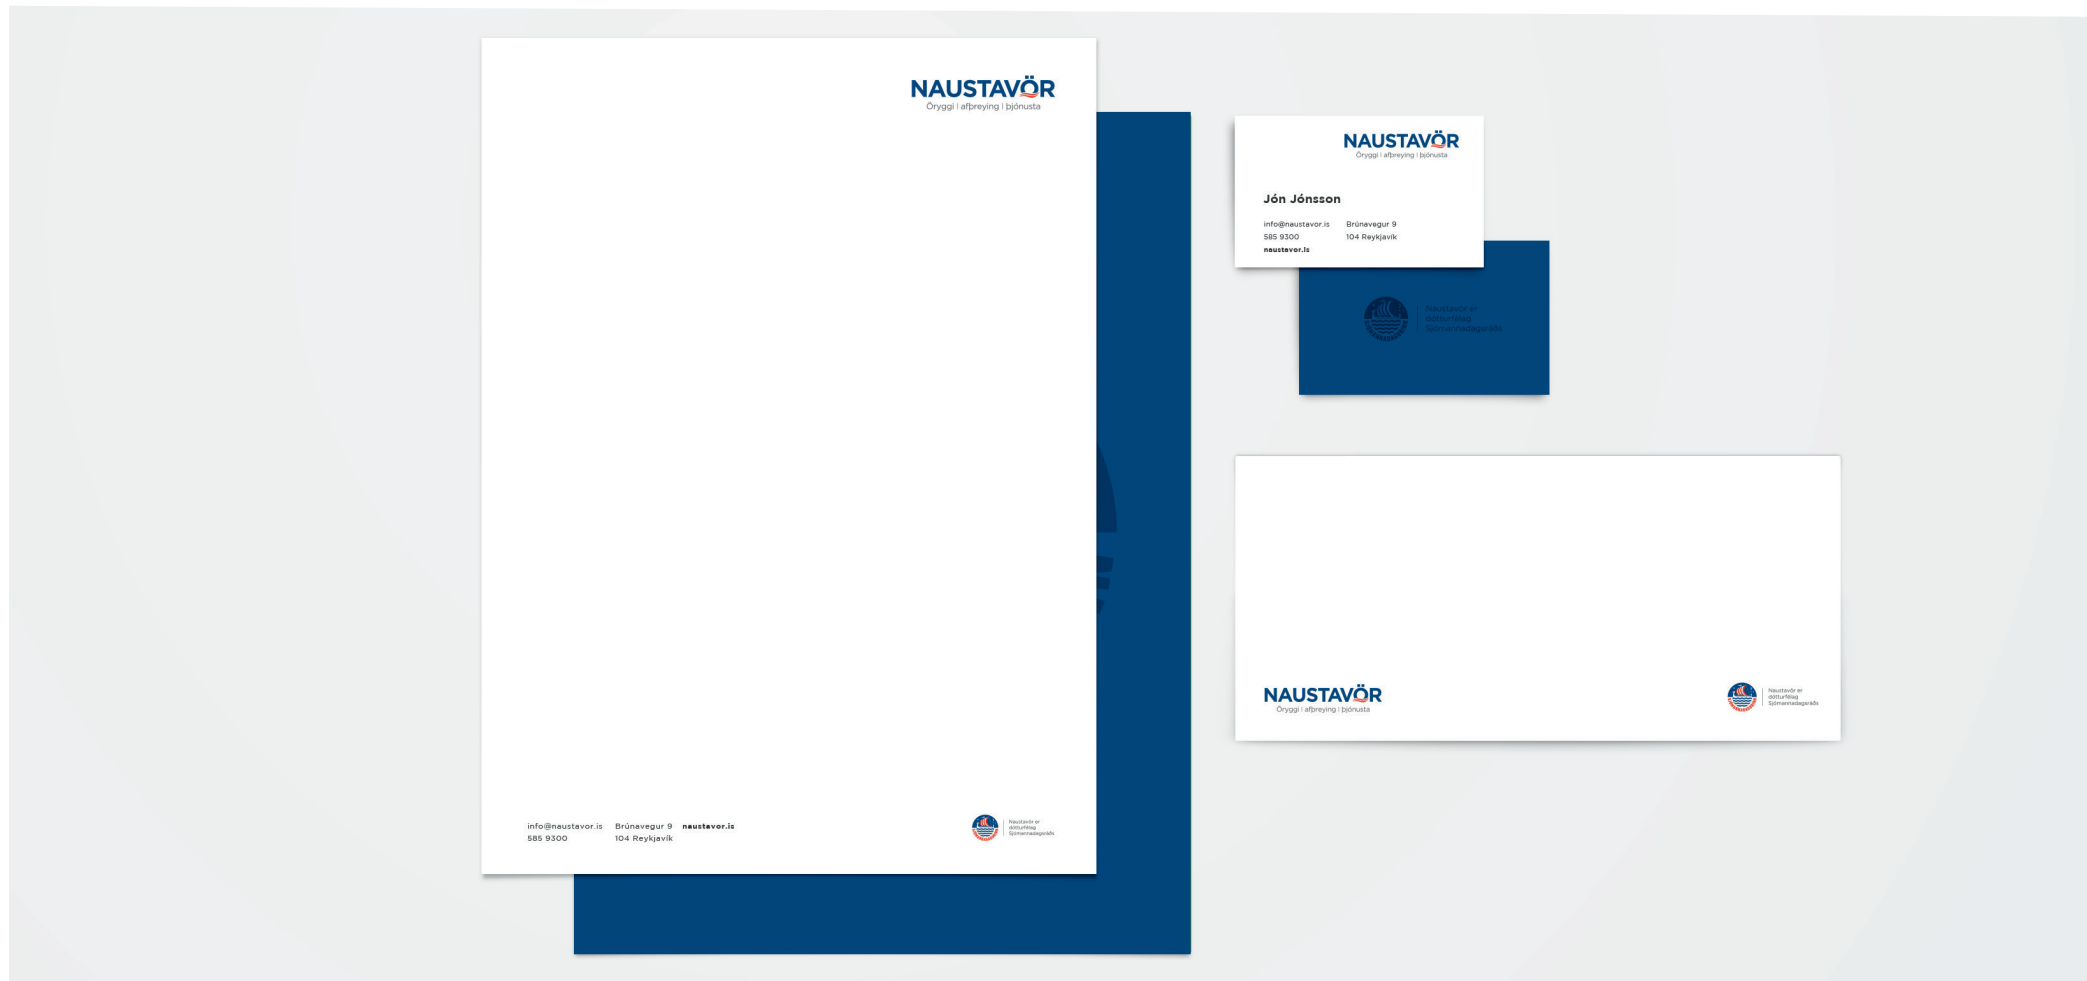 NAUSTAVÖR
Öryggi | afþreying | þjónusta
info@naustavor.is Brúnavegur 9 naustavor.is
585 9300 104 Reykjavík
Naustavör er
dótturfélag
Sjómannadagsráðs
NAUSTAVÖR
Öryggi | afþreying | þjónusta
Jón Jónsson
info@naustavor.is Brúnavegur 9
585 9300 104 Reykjavík
naustavor.is
Naustavör er
dótturfélag
Sjómannadagsráðs
NAUSTAVÖR
Öryggi | afþreying | þjónusta
Naustavör er
dótturfélag
Sjómannadagsráðs